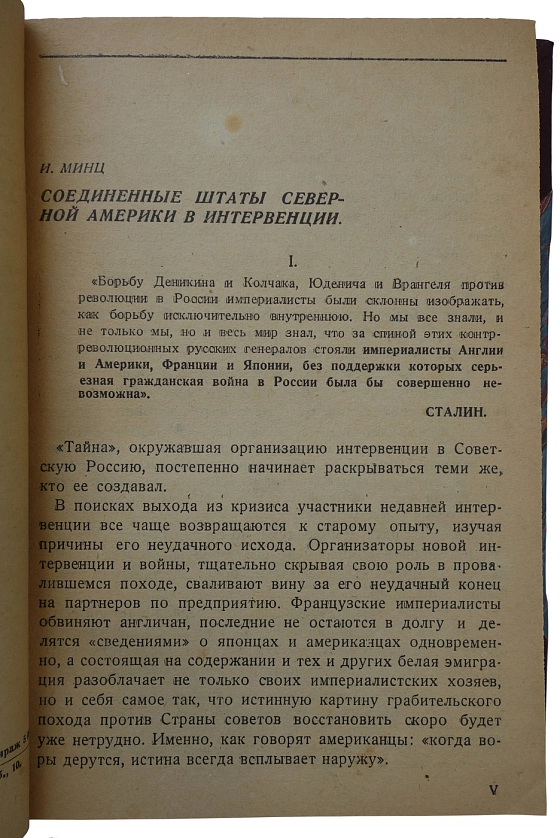 И. МИНЦ
СОЕДИНЕННЫЕ ШТАТЫ СЕВЕР-
НОЙ АМЕРИКИ В ИНТЕРВЕНЦИИ.
I.
«Борьбу Деникина и Колчака, Юденича и Врангеля против
революции в России империалисты были склонны изображать,
как борьбу исключительно внутреннюю. Но мы все знали, и
не только мы, но и весь мир знал, что за спиной этих контр-
революционных русских генералов стояли империалисты Англии
и Америки, Франции и Японии, без поддержки которых серь-
езная гражданская война в России была бы совершенно не-
возможна».
СТАЛИН.
«Тайна», окружавшая организацию интервенции в Совет-
скую Россию, постепенно начинает раскрываться теми же,
кто ее создавал.
В поисках выхода из кризиса участники недавней интер-
венции все чаще возвращаются к старому опыту, изучая
причины его неудачного исхода. Организаторы новой ин-
тервенции и войны, тщательно скрывая свою роль в прова-
лившемся походе, сваливают вину за его неудачный конец
на партнеров по предприятию. Французские империалисты
обвиняют англичан, последние не остаются в долгу и де-
лятся «сведениями» о японцах и американцах одновремен-
но, а состоящая на содержании и тех и других белая эмигра-
ция разоблачает не только своих империалистских хозяев,
но и себя самое так, что истинную картину грабительского
похода против Страны советов восстановить скоро будет
уже нетрудно. Именно, как говорят американцы: «когда во-
ры дерутся, истина всегда всплывает наружу».
V